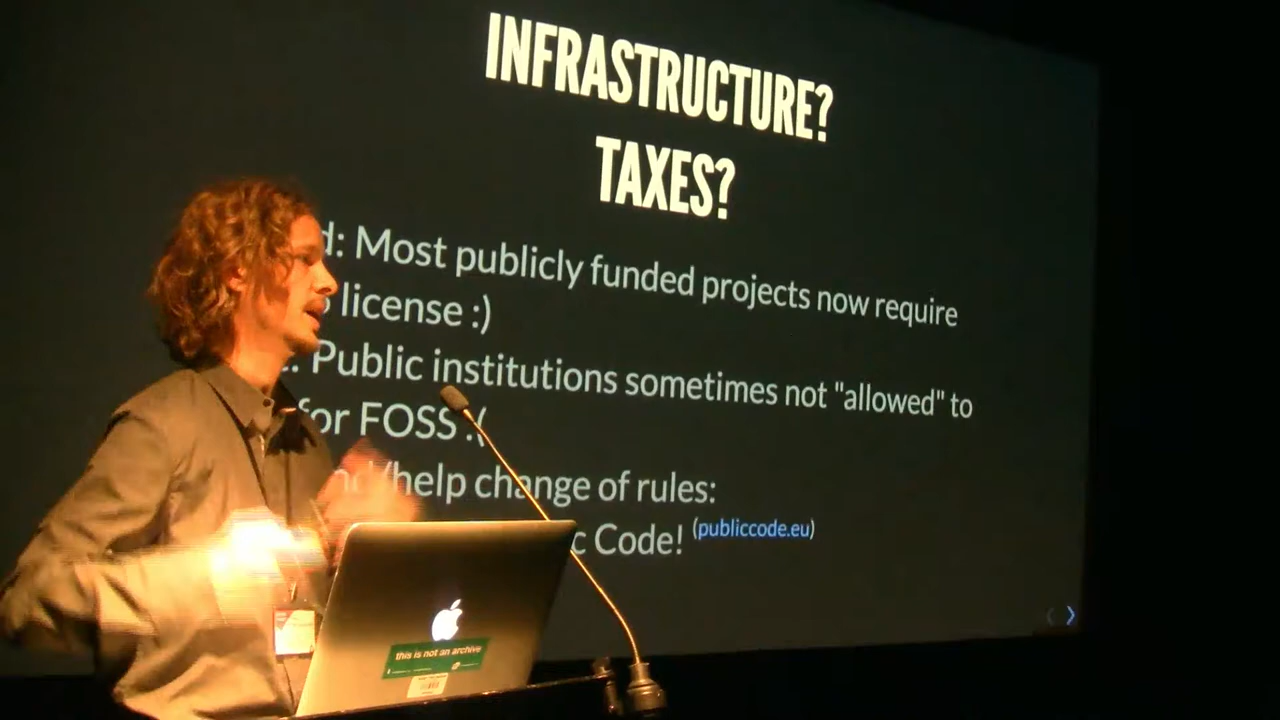 INFRASTRUCTURE?
TAXES?
d: Most publicly funded projects now require
license :)
Public institutions sometimes not "allowed" to
for FOSS :(
help change of rules:
c Code! (publiccode.eu)
this is not an archive